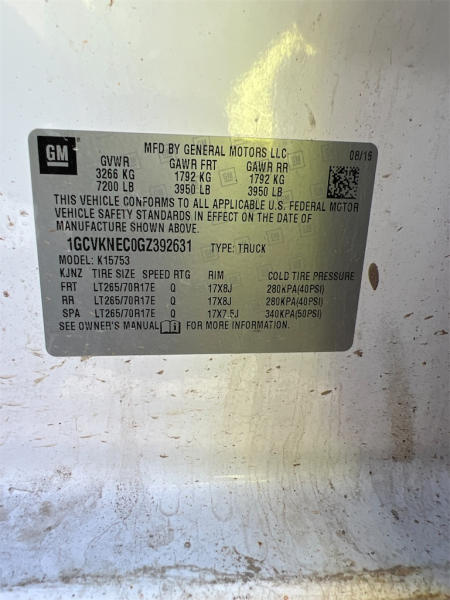 GM
MFD BY GENERAL MOTORS LLC 08/15
GVWR GAWR FRT GAWR RR
3266 KG 1792 KG 1792 KG
7200 LB 3950 LB 3950 LB
THIS VEHICLE CONFORMS TO ALL APPLICABLE U.S. FEDERAL MOTOR
VEHICLE SAFETY STANDARDS IN EFFECT ON THE DATE OF
MANUFACTURE SHOWN ABOVE.
1GCVKNEC0GZ392631 TYPE: TRUCK
MODEL: K15753
KJNZ TIRE SIZE SPEED RTG RIM COLD TIRE PRESSURE
FRT LT265/70R17E Q 17X8J 280KPA(40PSI)
RR LT265/70R17E Q 17X8J 280KPA(40PSI)
SPA LT265/70R17E Q 17X7.5J 340KPA(50PSI)
SEE OWNER'S MANUAL FOR MORE INFORMATION.